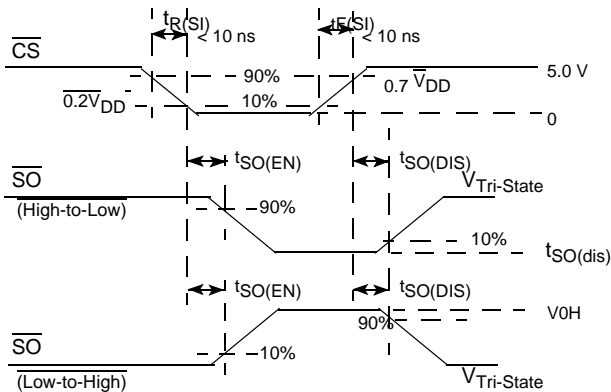 tR(SI)
< 10 ns
tF(SI)
< 10 ns
CS
90%
0.7 VDD
5.0 V
0.2VDD
10%
0
tSO(EN)
tSO(DIS)
SO
VTri-State
(High-to-Low)
90%
10%
tSO(dis)
tSO(EN)
tSO(DIS)
V0H
90%
SO
10%
(Low-to-High)
VTri-State